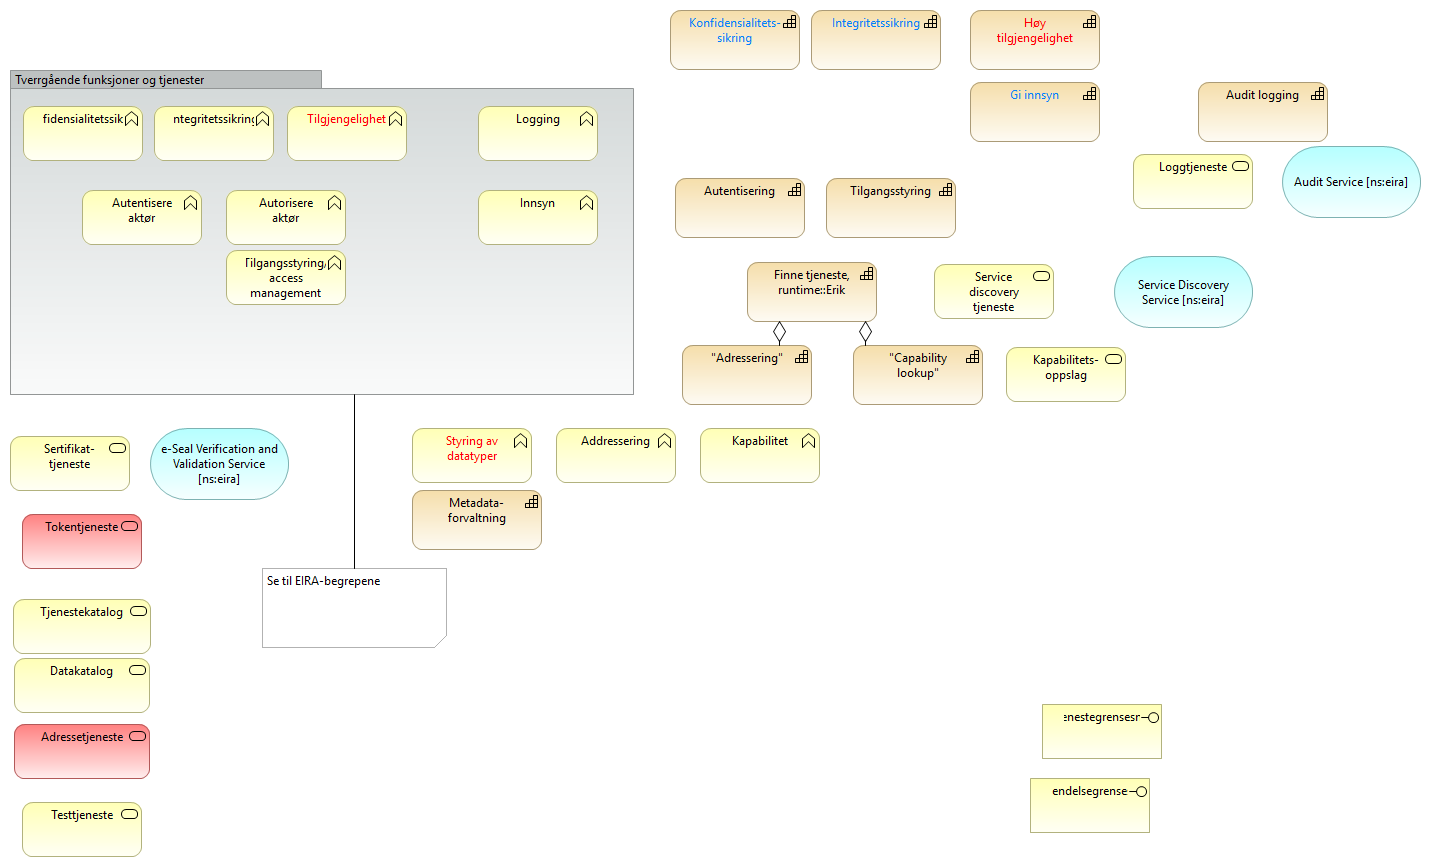 Konfidensialitets-
sikring
Integritetssikring
Høy
tilgjengelighet
Tverrgående funksjoner og tjenester
Gi innsyn
Audit logging
fidensialitetssik
ntegritetssikring
Tilgjengelighet
Logging
Loggtjeneste
Audit Service [ns:eira]
Autentisere
aktør
Autorisere
aktør
Innsyn
Autentisering
Tilgangsstyring
Tilgangsstyring,
access
management
Finne tjeneste,
runtime::Erik
Service
discovery
tjeneste
Service Discovery
Service [ns:eira]
"Adressering"
"Capability
lookup"
Kapabilitets-
oppslag
Sertifikat-
tjeneste
e-Seal Verification and
Validation Service
[ns:eira]
Styring av
datatyper
Addressering
Kapabilitet
Metadata-
forvaltning
Tokentjeneste
Se til EIRA-begrepene
Tjenestekatalog
Datakatalog
Adressetjeneste
Testtjeneste
enestegrensesr
endelsegrense